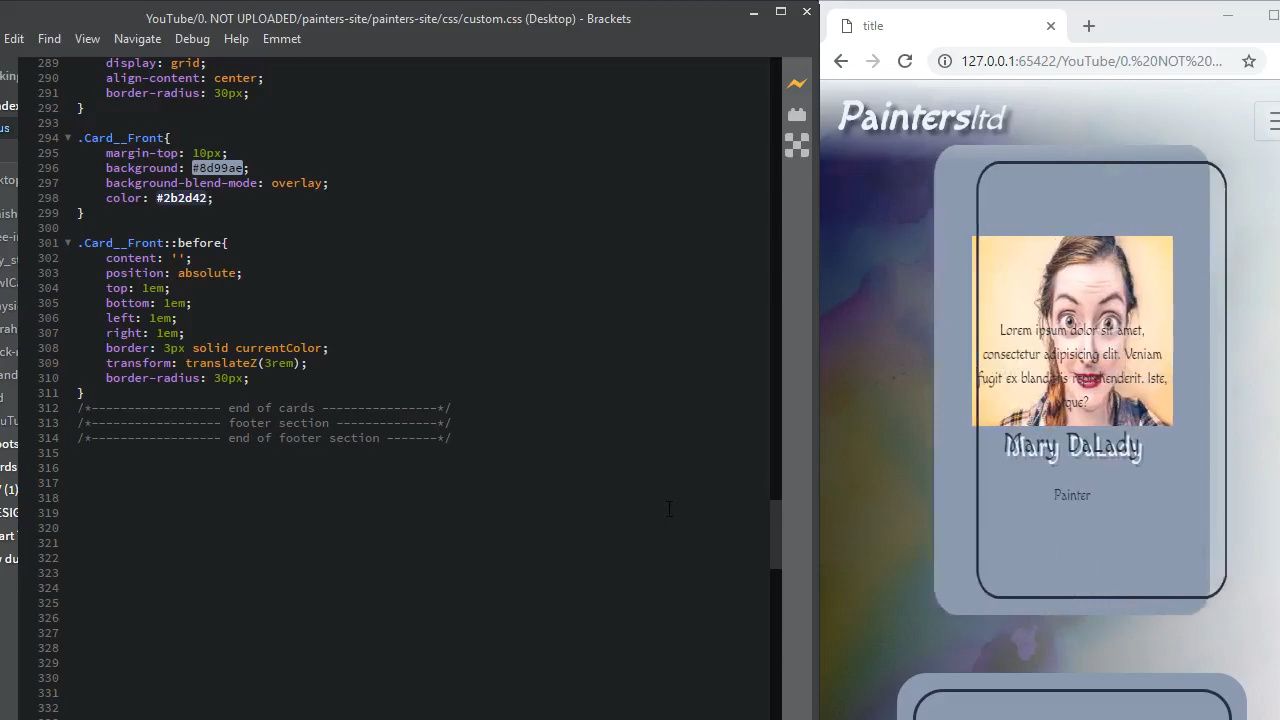 YouTube/0. NOT UPLOADED/painters-site/painters-site/css/custom.css (Desktop) - Brackets
Edit Find View Navigate Debug Help Emmet
289 display: grid;
290 align-content: center;
291 border-radius: 30px;
292 }
293
294 .Card__Front{
295 margin-top: 10px;
296 background: #8d99ae;
297 background-blend-mode: overlay;
298 color: #2b2d42;
299 }
300
301 .Card__Front::before{
302 content: '';
303 position: absolute;
304 top: 1em;
305 bottom: 1em;
306 left: 1em;
307 right: 1em;
308 border: 3px solid currentColor;
309 transform: translateZ(3rem);
310 border-radius: 30px;
311 }
312 /*------------------ end of cards ----------------*/
313 /*------------------ footer section --------------*/
314 /*------------------ end of footer section -------*/
315
316
317
318
319
320
321
322
323
324
325
326
327
328
329
330
331
332
title
127.0.0.1:65422/YouTube/0.%20NOT%20...
Paintersltd
Lorem ipsum dolor sit amet,
consectetur adipisicing elit. Veniam
fugit ex blanditiis reprehenderit. Iste,
Mary DaLady
Painter